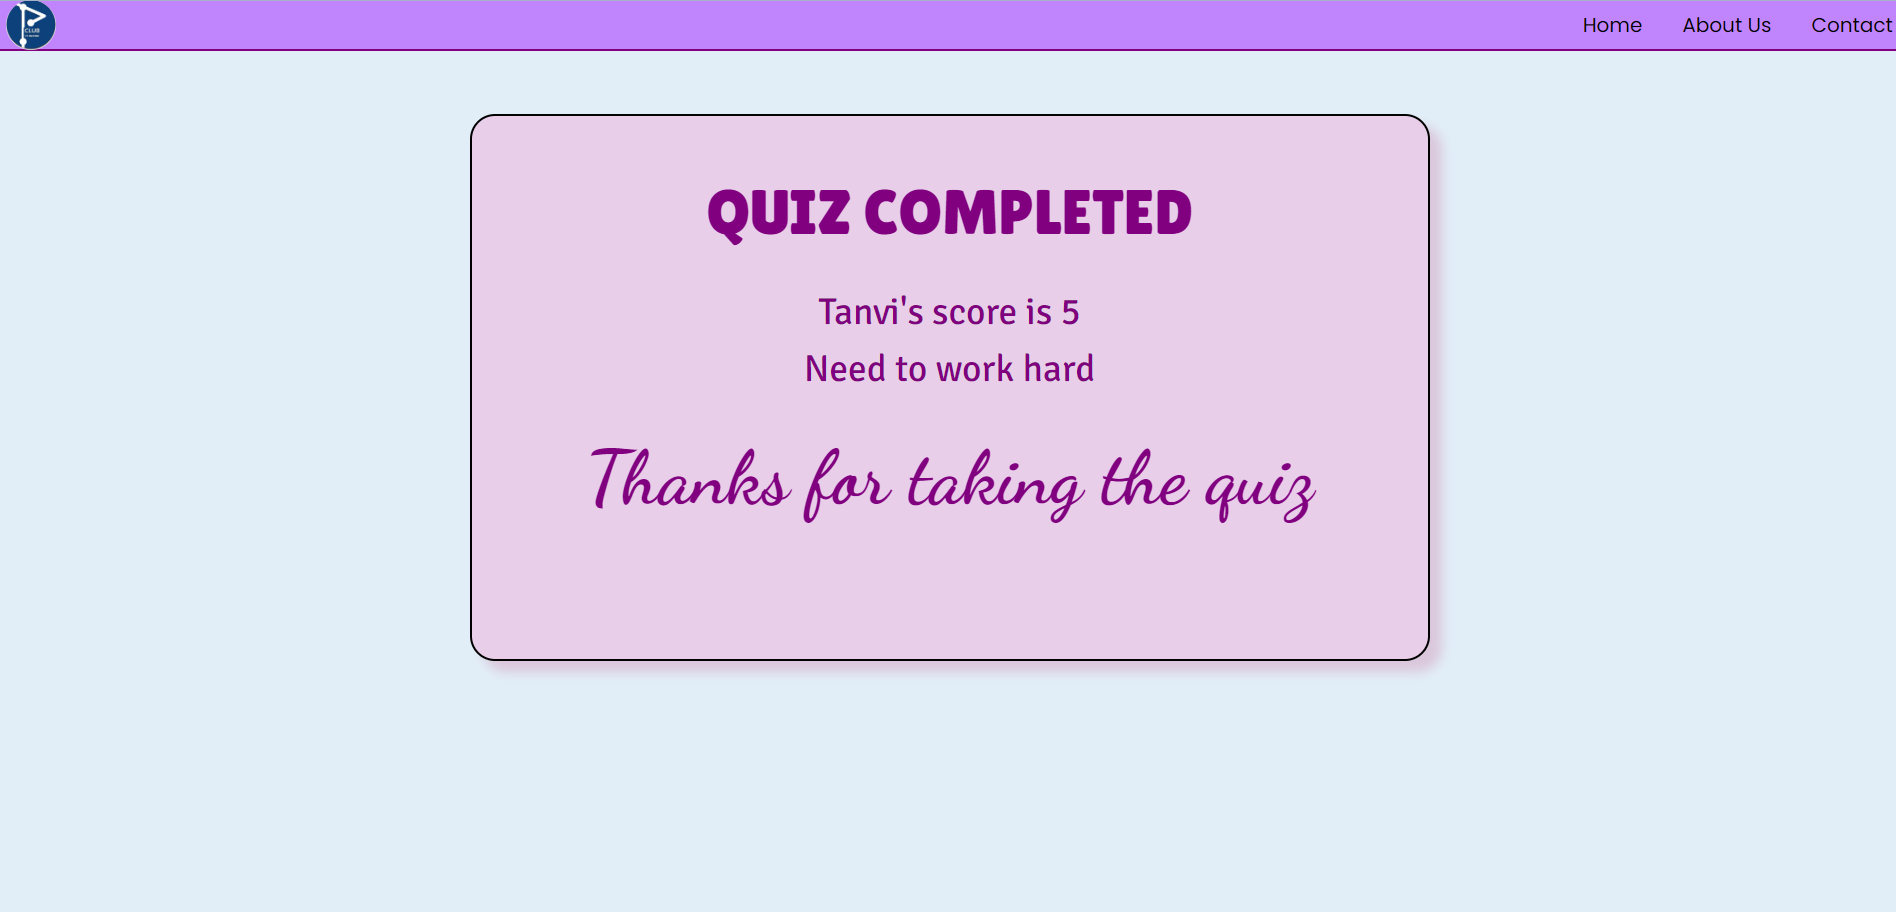 CLUB
Home About Us Contact
QUIZ COMPLETED
Tanvi's score is 5
Need to work hard
Thanks for taking the quiz